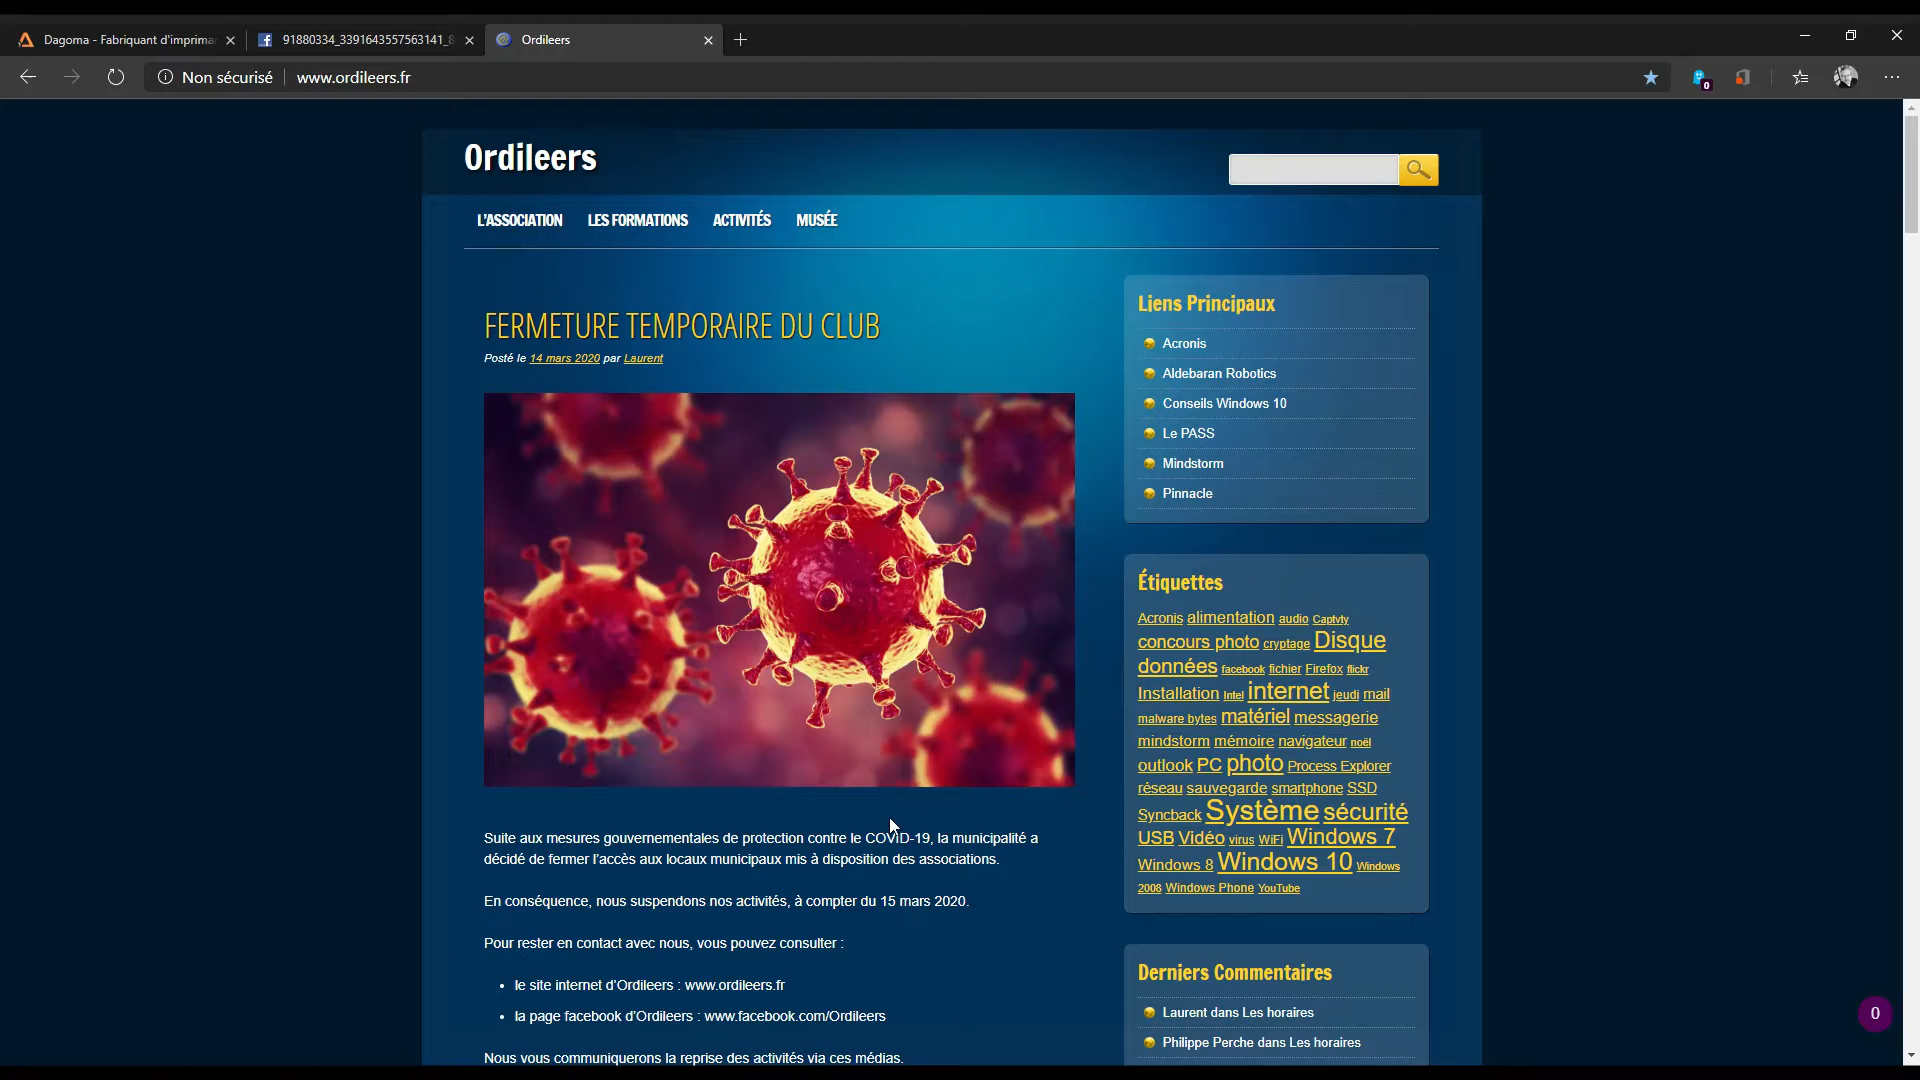 Dagoma - Fabriquant d'imprimar
91880334_3391643557563141_8
Ordileers
Non sécurisé
www.ordileers.fr
0
Ordileers
L'ASSOCIATION LES FORMATIONS ACTIVITÉS MUSÉE
FERMETURE TEMPORAIRE DU CLUB
Posté le 14 mars 2020 par Laurent
Suite aux mesures gouvernementales de protection contre le COVID-19, la municipalité a
décidé de fermer l'accès aux locaux municipaux mis à disposition des associations.
En conséquence, nous suspendons nos activités, à compter du 15 mars 2020.
Pour rester en contact avec nous, vous pouvez consulter :
• le site internet d'Ordileers : www.ordileers.fr
• la page facebook d'Ordileers : www.facebook.com/Ordileers
Nous vous communiquerons la reprise des activités via ces médias.
Liens Principaux
Acronis
Aldebaran Robotics
Conseils Windows 10
Le PASS
Mindstorm
Pinnacle
Étiquettes
Acronis alimentation audio Captvty
concours photo cryptage Disque
données facebook fichier Firefox flickr
Installation Intel internet jeudi mail
malware bytes matériel messagerie
mindstorm mémoire navigateur noël
outlook PC photo Process Explorer
réseau sauvegarde smartphone SSD
Syncback Système sécurité
USB Vidéo virus WiFi Windows 7
Windows 8 Windows 10 Windows
2008 Windows Phone YouTube
Derniers Commentaires
Laurent dans Les horaires
Philippe Perche dans Les horaires
0